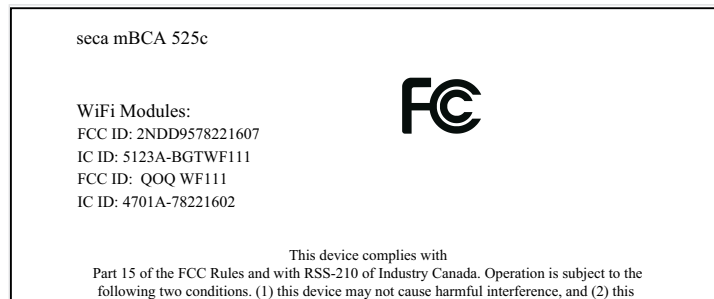 seca mBCA 525c
FC
WiFi Modules:
FCC ID: 2NDD9578221607
IC ID: 5123A-BGTWF111
FCC ID: QOQ WF111
IC ID: 4701A-78221602
This device complies with
Part 15 of the FCC Rules and with RSS-210 of Industry Canada. Operation is subject to the
following two conditions. (1) this device may not cause harmful interference, and (2) this